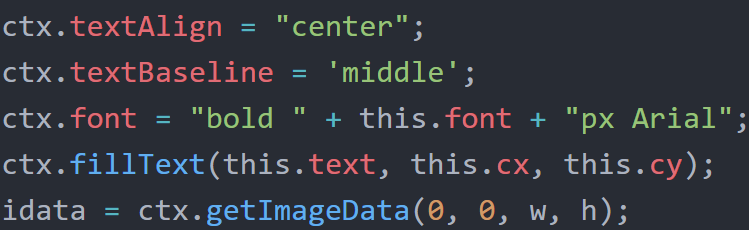 ctx.textAlign = "center";
ctx.textBaseline = 'middle';
ctx.font = "bold " + this.font + "px Arial";
ctx.fillText(this.text, this.cx, this.cy);
idata = ctx.getImageData(0, 0, w, h);